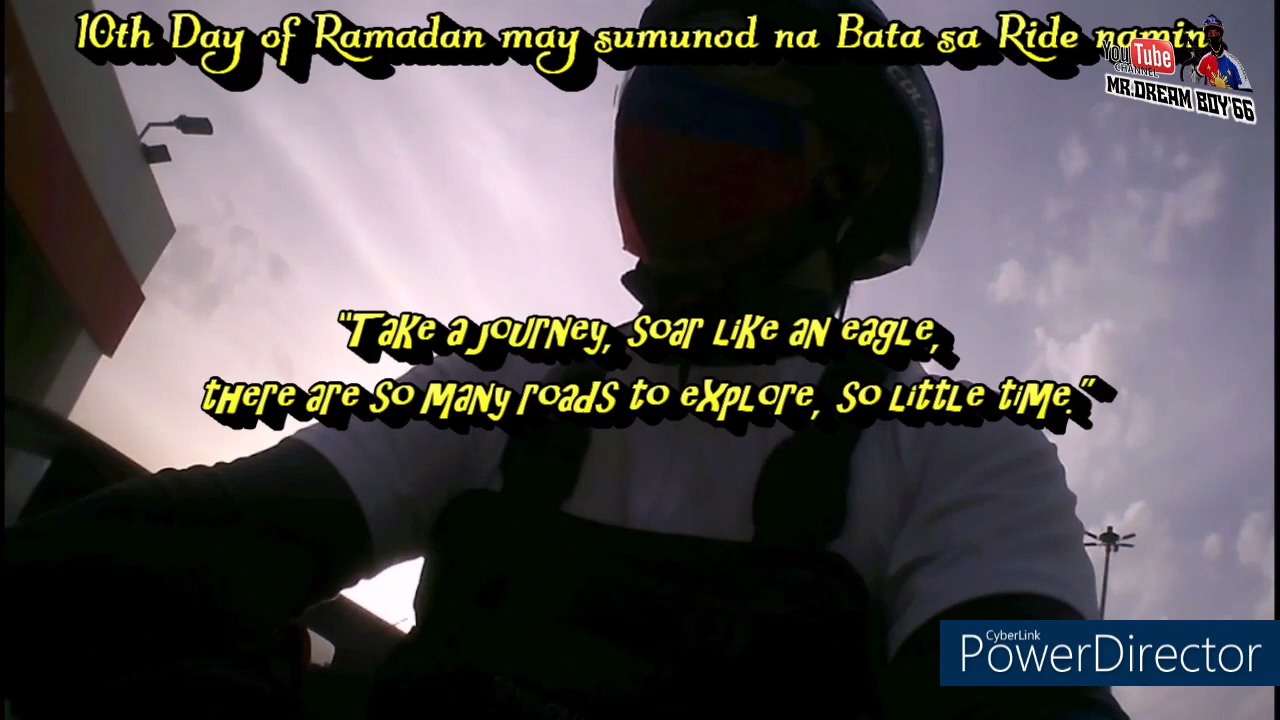 10th Day of Ramadan may sumunod na Bata sa Ride namin
YouTube
CHANNEL
MR.DREAM BOY'66
"Take a journey, soar like an eagle,
there are so many roads to explore, so little time."
CyberLink
PowerDirector